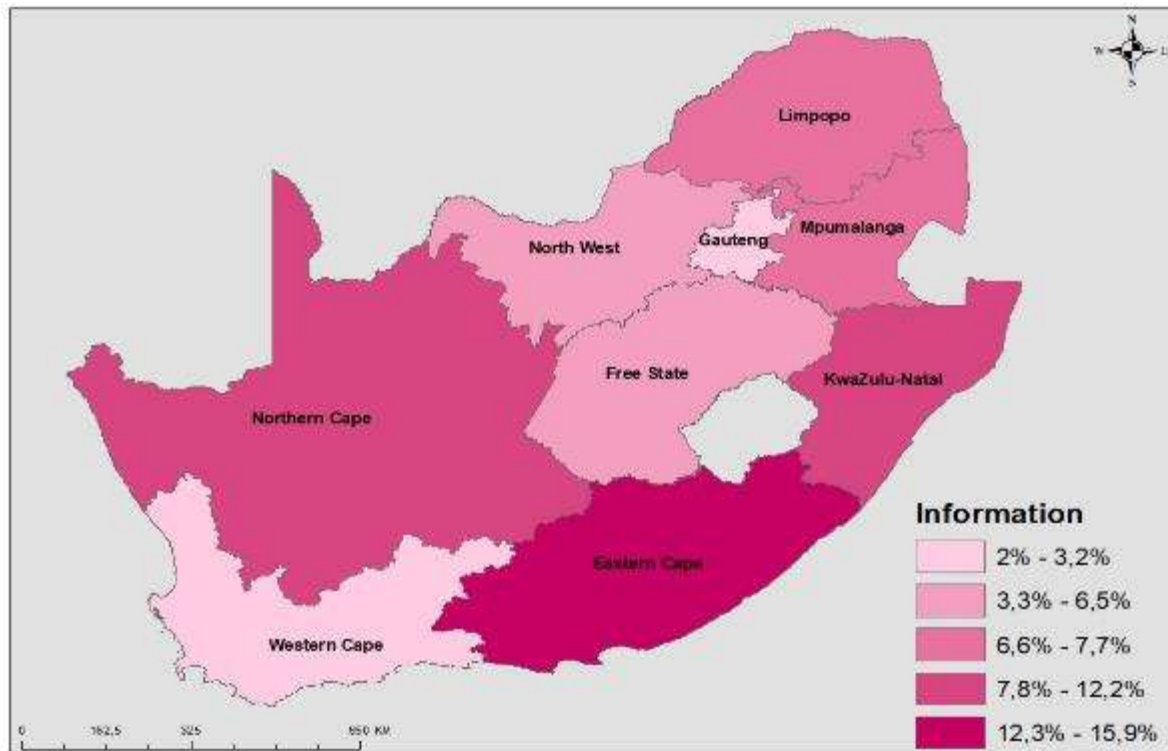 N
W
S
Limpopo
Mpumalanga
Gauteng
North West
Free State
KwaZulu-Natal
Northern Cape
Eastern Cape
Western Cape
Information
2% - 3,2%
3,3% - 6,5%
6,6% - 7,7%
7,8% - 12,2%
12,3% - 15,9%
0 162,5 325 650 KM